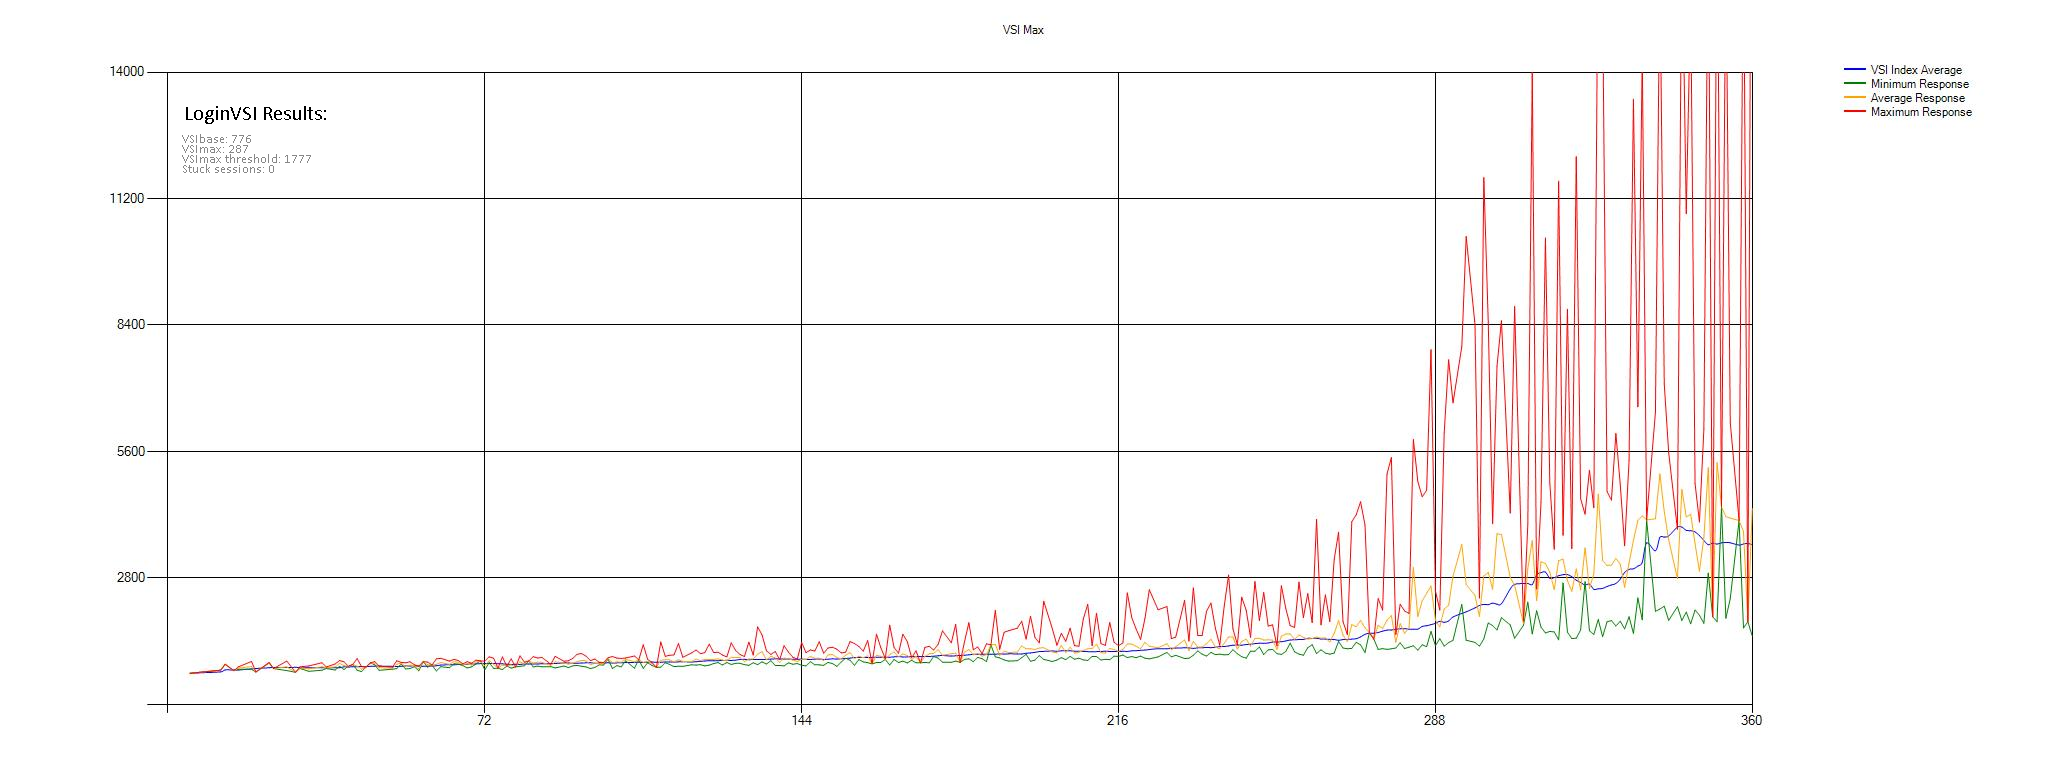 VSI Max
14000
11200
8400
5600
2800
LoginVSI Results:
VSIbase: 776
VSImax: 287
VSImax threshold: 1777
Stuck sessions: 0
VSI Index Average
Minimum Response
Average Response
Maximum Response
72
144
216
288
360